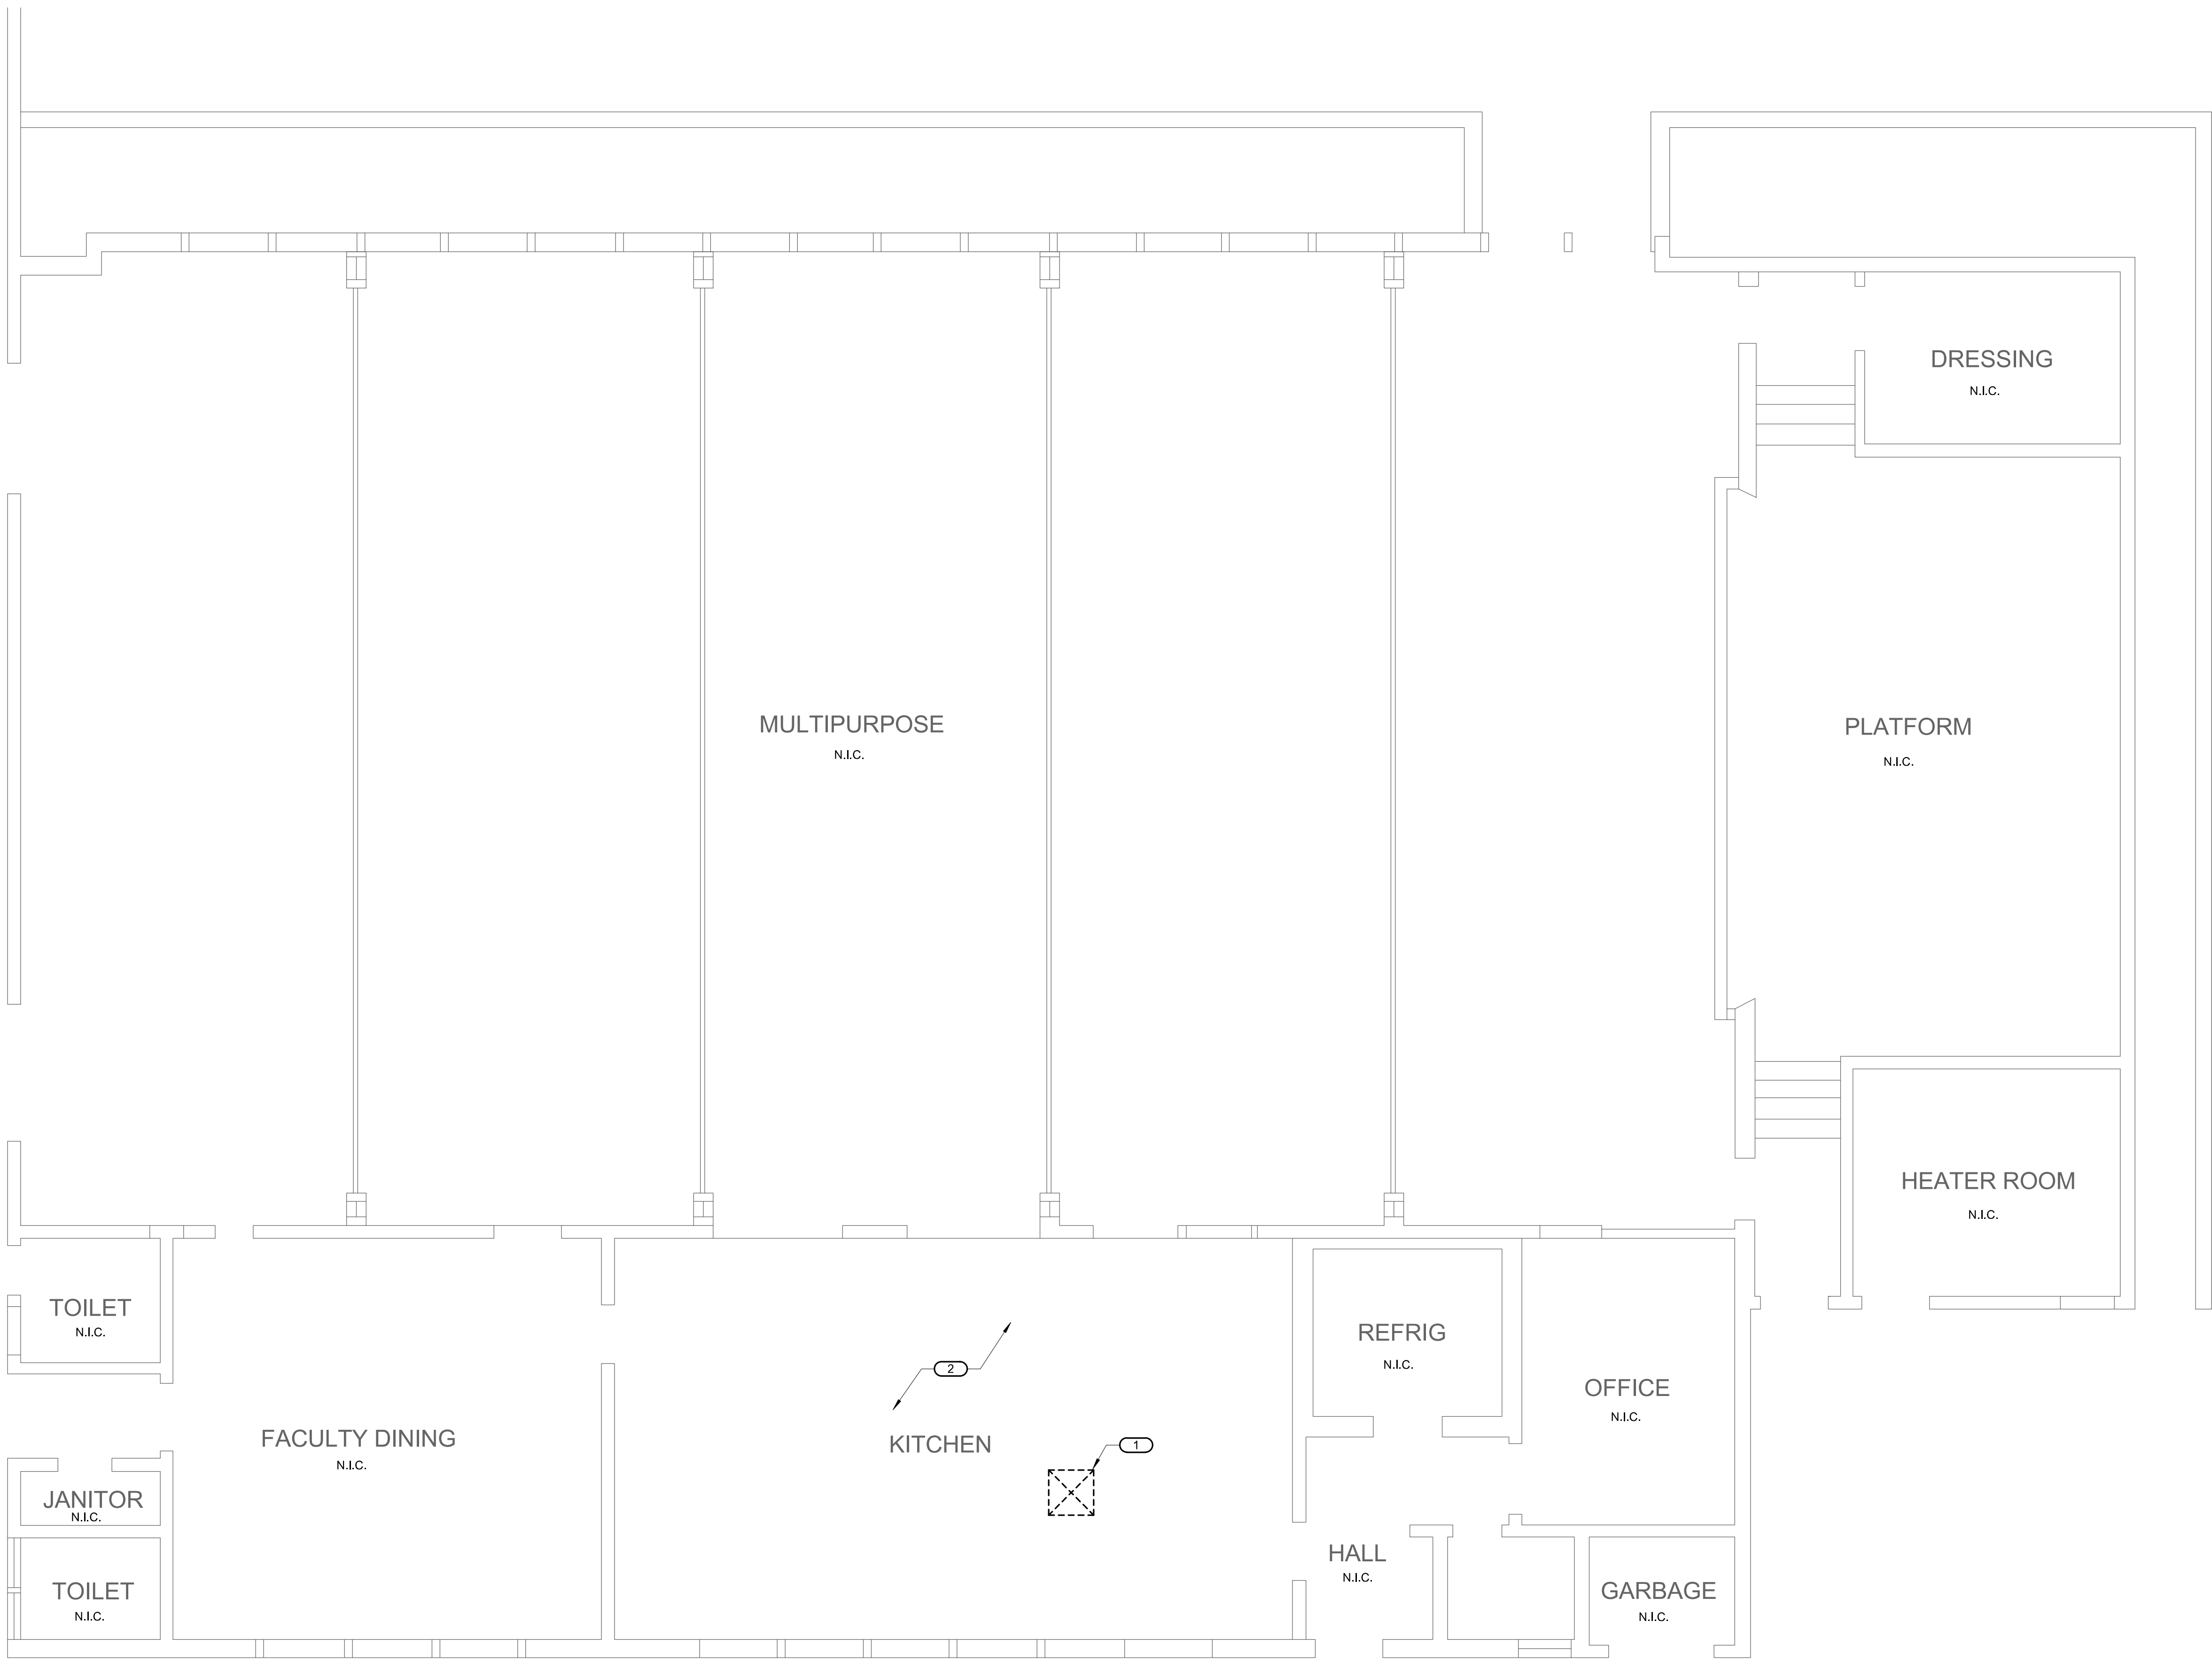 DRESSING
N.I.C.
MULTIPURPOSE
N.I.C.
PLATFORM
N.I.C.
HEATER ROOM
N.I.C.
TOILET
N.I.C.
REFRIG
N.I.C.
2
OFFICE
N.I.C.
FACULTY DINING
N.I.C.
KITCHEN
1
JANITOR
N.I.C.
HALL
N.I.C.
TOILET
N.I.C.
GARBAGE
N.I.C.